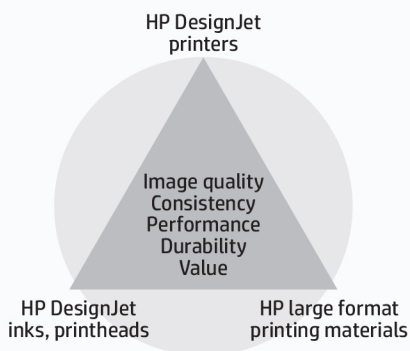 HP DesignJet
printers
Image quality
Consistency
Performance
Durability
Value
HP DesignJet
inks, printheads
HP large format
printing materials